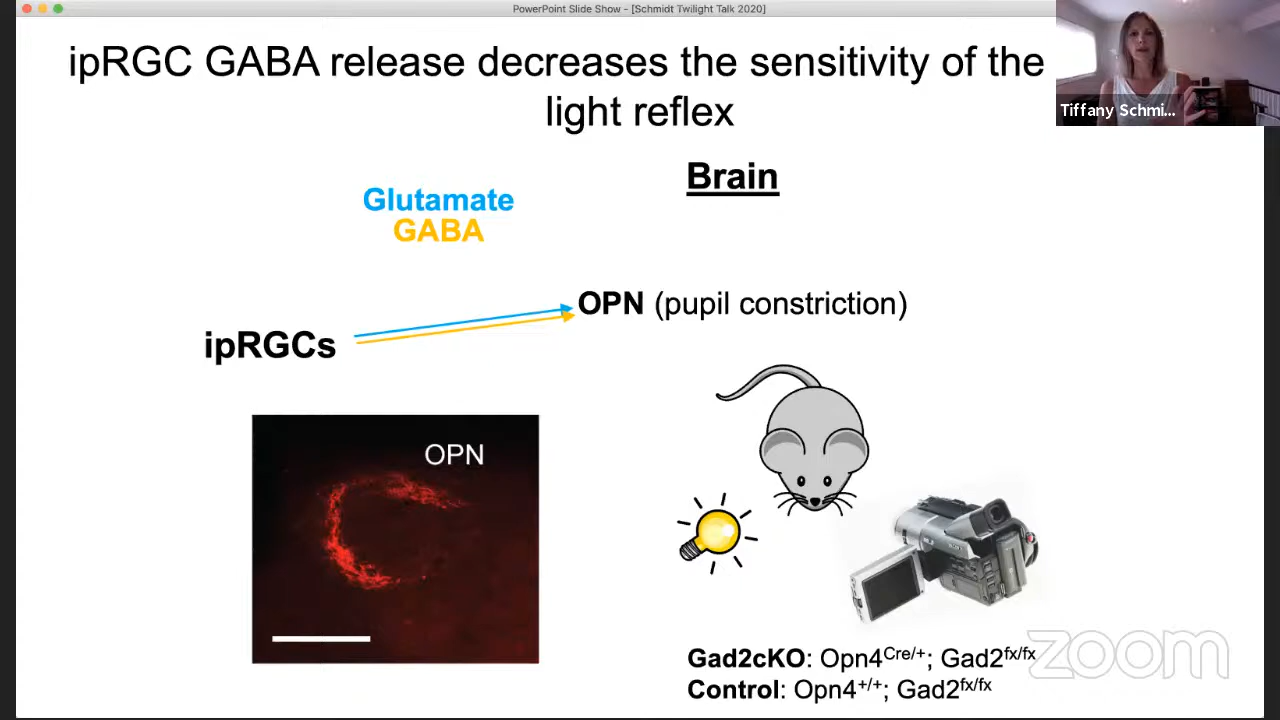 PowerPoint Slide Show - [Schmidt Twilight Talk 2020]
ipRGC GABA release decreases the sensitivity of the
light reflex
Tiffany Schmi...
Brain
Glutamate
GABA
OPN (pupil constriction)
ipRGCs
OPN
Gad2cKO: Opn4Cre/+; Gad2fx/fx
Control: Opn4+/+; Gad2fx/fx
zoom